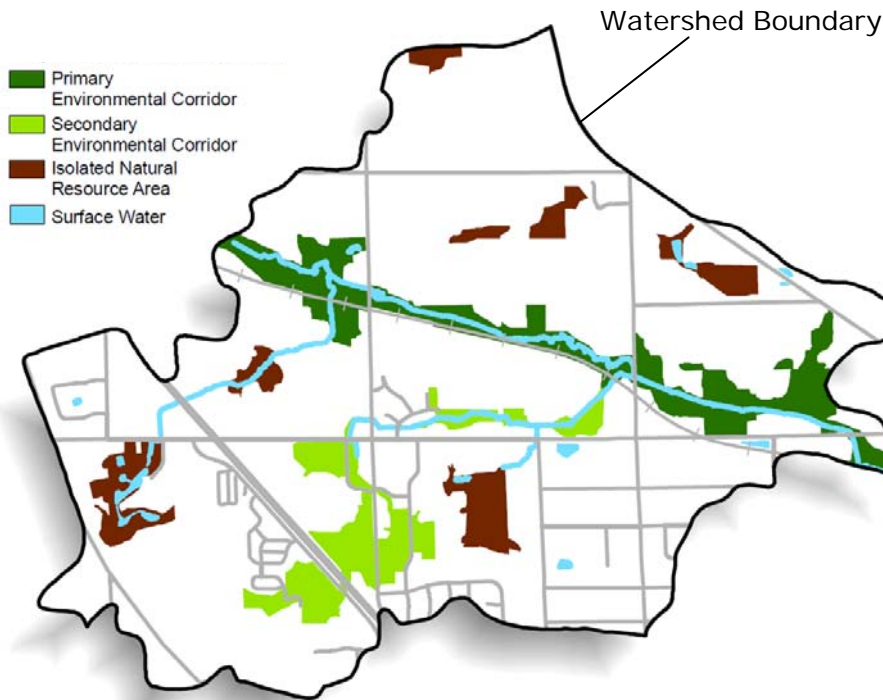 Watershed Boundary
Primary
Environmental Corridor
Secondary
Environmental Corridor
Isolated Natural
Resource Area
Surface Water